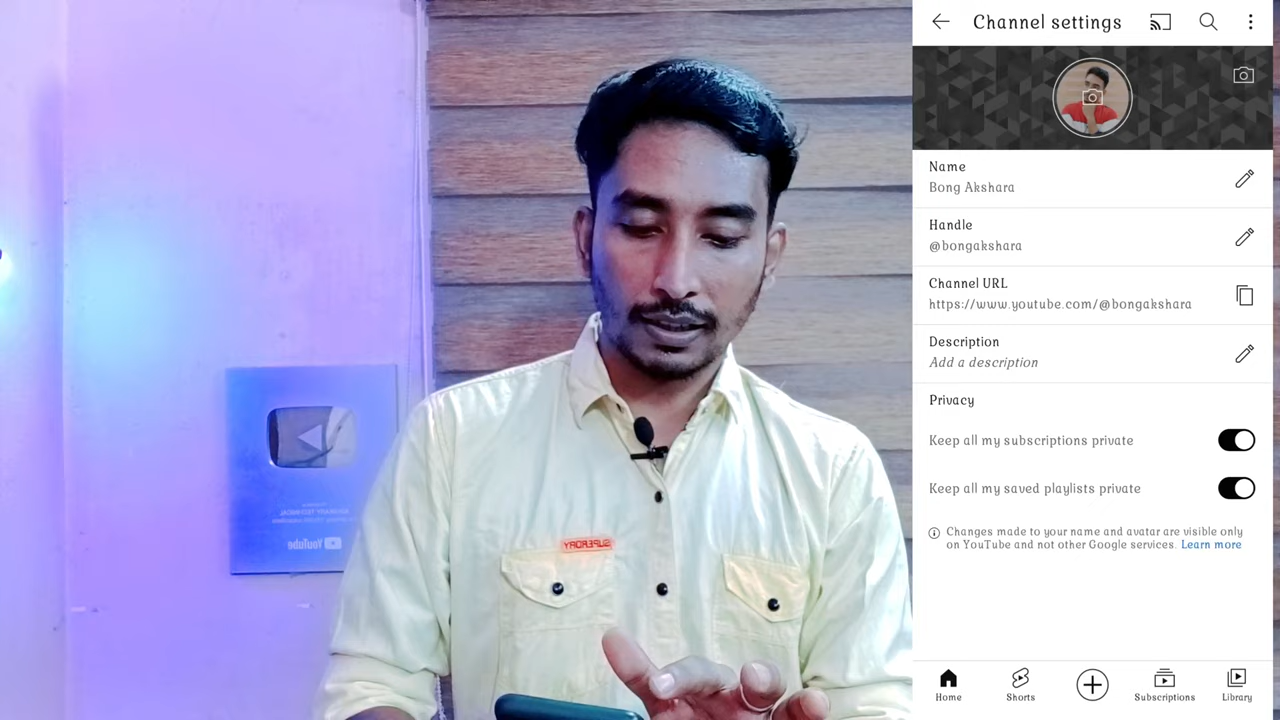 Channel settings
Name
Bong Akshara
Handle
@bongakshara
Channel URL
https://www.youtube.com/@bongakshara
Description
Add a description
Privacy
Keep all my subscriptions private
Keep all my saved playlists private
Changes made to your name and avatar are visible only
on YouTube and not other Google services. Learn more
Home
Shorts
Subscriptions
Library
SUPERDRY
YouTube